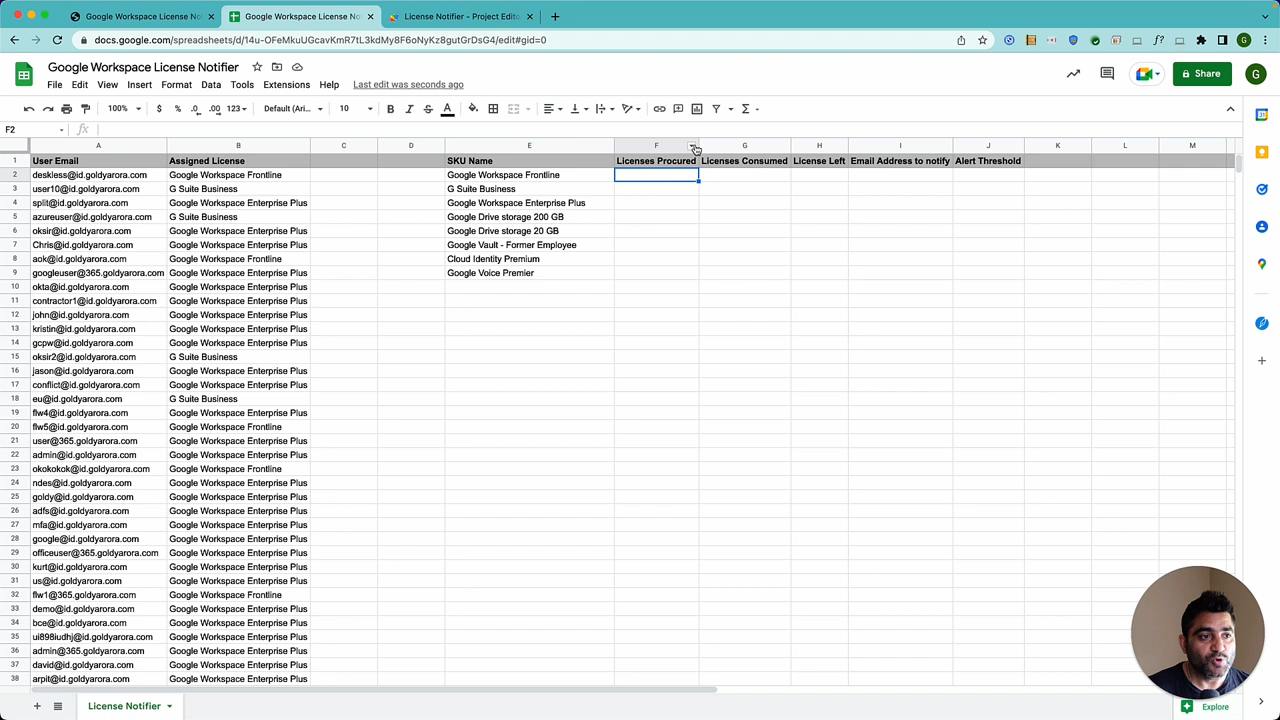 Google Workspace License Not
Google Workspace License No
License Notifier - Project Edito
docs.google.com/spreadsheets/d/14u-OFeMkuUGcavKmR7tL3kdMy8F6oNyKz8gutGrDsG4/edit#gid=0
G
Google Workspace License Notifier
File Edit View Insert Format Data Tools Extensions Help Last edit was seconds ago
Share
G
100% $ % .0 .00 123 Default (Ari... 10 B I S A
F2 fx
A B C D E F G H I J K L M
1 User Email Assigned License SKU Name Licenses Procured Licenses Consumed License Left Email Address to notify Alert Threshold
2 deskless@id.goldyarora.com Google Workspace Frontline Google Workspace Frontline
3 user10@id.goldyarora.com G Suite Business G Suite Business
4 split@id.goldyarora.com Google Workspace Enterprise Plus Google Workspace Enterprise Plus
5 azureuser@id.goldyarora.com G Suite Business Google Drive storage 200 GB
6 oksir@id.goldyarora.com Google Workspace Enterprise Plus Google Drive storage 20 GB
7 Chris@id.goldyarora.com Google Workspace Enterprise Plus Google Vault - Former Employee
8 aok@id.goldyarora.com Google Workspace Frontline Cloud Identity Premium
9 googleuser@365.goldyarora.com Google Workspace Enterprise Plus Google Voice Premier
10 okta@id.goldyarora.com Google Workspace Enterprise Plus
11 contractor1@id.goldyarora.com Google Workspace Enterprise Plus
12 john@id.goldyarora.com Google Workspace Enterprise Plus
13 kristin@id.goldyarora.com Google Workspace Enterprise Plus
14 gcpw@id.goldyarora.com Google Workspace Enterprise Plus
15 oksir2@id.goldyarora.com G Suite Business
16 jason@id.goldyarora.com Google Workspace Enterprise Plus
17 conflict@id.goldyarora.com Google Workspace Enterprise Plus
18 eu@id.goldyarora.com G Suite Business
19 flw4@id.goldyarora.com Google Workspace Enterprise Plus
20 flw5@id.goldyarora.com Google Workspace Frontline
21 user@365.goldyarora.com Google Workspace Enterprise Plus
22 admin@id.goldyarora.com Google Workspace Enterprise Plus
23 okokokok@id.goldyarora.com Google Workspace Frontline
24 ndes@id.goldyarora.com Google Workspace Enterprise Plus
25 goldy@id.goldyarora.com Google Workspace Enterprise Plus
26 adfs@id.goldyarora.com Google Workspace Enterprise Plus
27 mfa@id.goldyarora.com Google Workspace Enterprise Plus
28 google@id.goldyarora.com Google Workspace Enterprise Plus
29 officeuser@365.goldyarora.com Google Workspace Enterprise Plus
30 kurt@id.goldyarora.com Google Workspace Enterprise Plus
31 us@id.goldyarora.com Google Workspace Enterprise Plus
32 flw1@365.goldyarora.com Google Workspace Frontline
33 demo@id.goldyarora.com Google Workspace Enterprise Plus
34 bce@id.goldyarora.com Google Workspace Enterprise Plus
35 ui898iudhj@id.goldyarora.com Google Workspace Enterprise Plus
36 admin@365.goldyarora.com Google Workspace Enterprise Plus
37 david@id.goldyarora.com Google Workspace Enterprise Plus
38 arpit@id.goldyarora.com Google Workspace Enterprise Plus
License Notifier
Explore